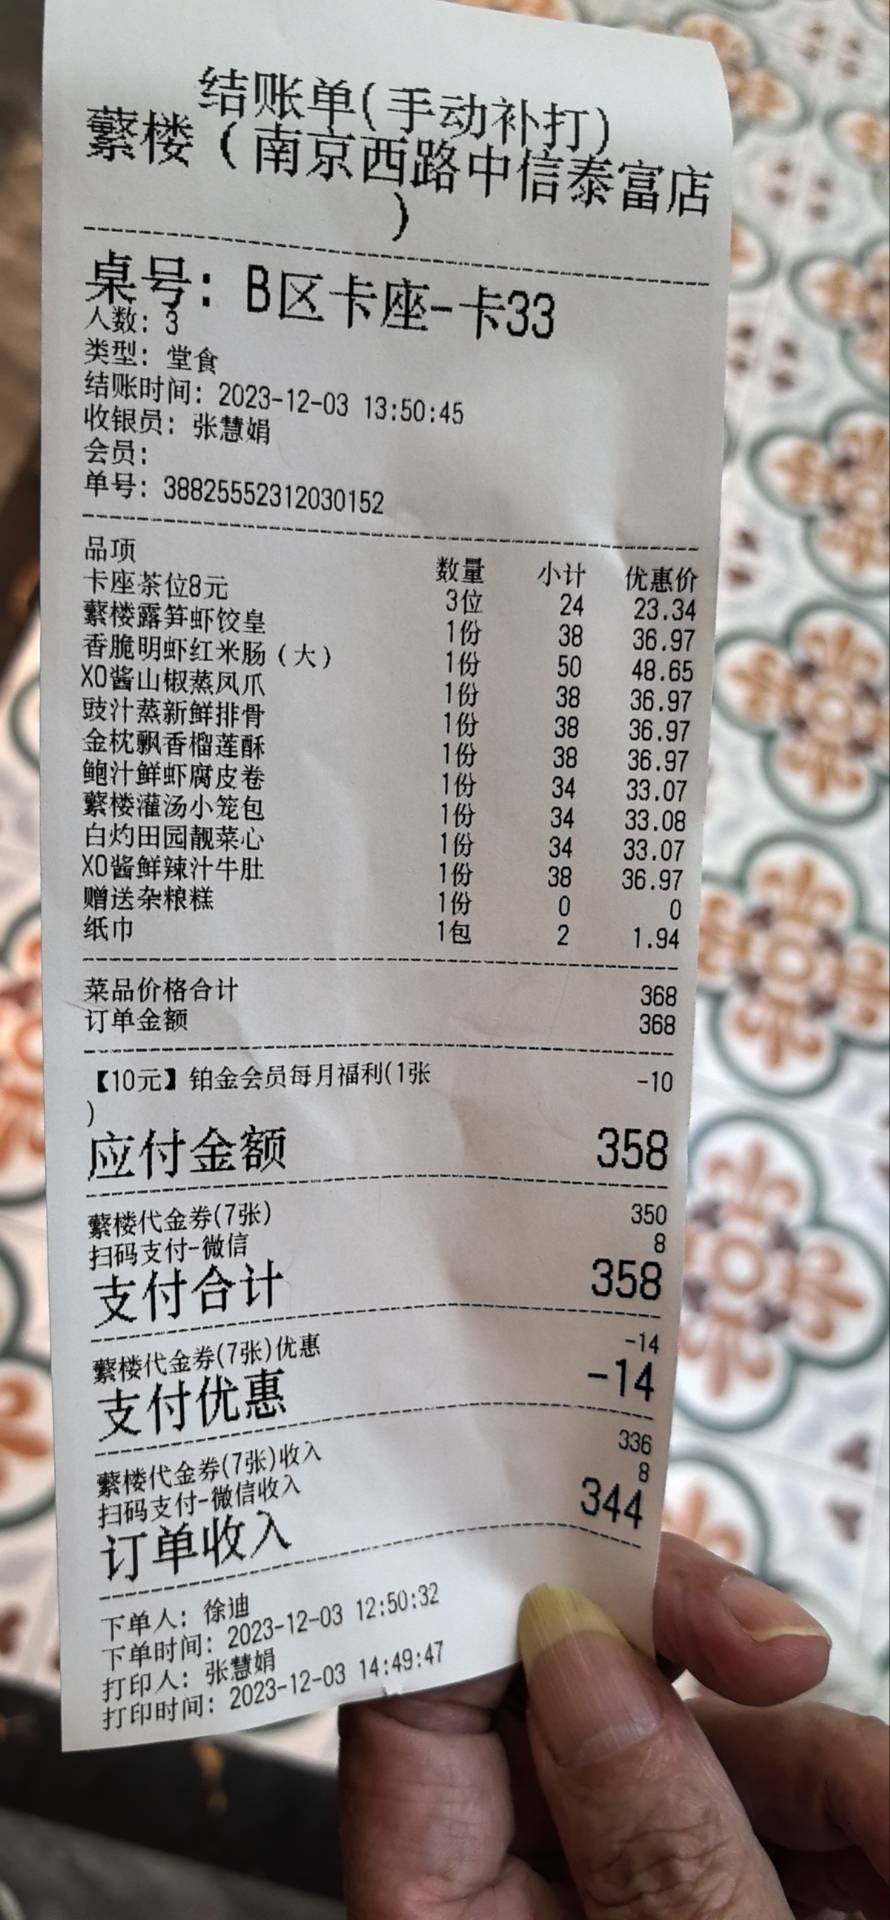 结账单(手动补打)
蘩楼(南京西路中信泰富店
)
桌号: B区卡座-卡33
人数: 3
类型: 堂食
结账时间: 2023-12-03 13:50:45
收银员: 张慧娟
会员:
单号: 38825552312030152
品项 数量 小计 优惠价
卡座茶位8元 3位 24 23.34
蘩楼露笋虾饺皇 1份 38 36.97
香脆明虾红米肠(大) 1份 50 48.65
XO酱山椒蒸凤爪 1份 38 36.97
豉汁蒸新鲜排骨 1份 38 36.97
金枕飘香榴莲酥 1份 38 36.97
鲍汁鲜虾腐皮卷 1份 34 33.07
蘩楼灌汤小笼包 1份 34 33.08
白灼田园靓菜心 1份 34 33.07
XO酱鲜辣汁牛肚 1份 38 36.97
赠送杂粮糕 1份 0 0
纸巾 1包 2 1.94
菜品价格合计 368
订单金额 368
【10元】铂金会员每月福利(1张 -10
)
应付金额 358
蘩楼代金券(7张) 350
扫码支付-微信 8
支付合计 358
蘩楼代金券(7张)优惠 -14
支付优惠 -14
蘩楼代金券(7张)收入 336
扫码支付-微信收入 8
订单收入 344
下单人: 徐迪
下单时间: 2023-12-03 12:50:32
打印人: 张慧娟
打印时间: 2023-12-03 14:49:47